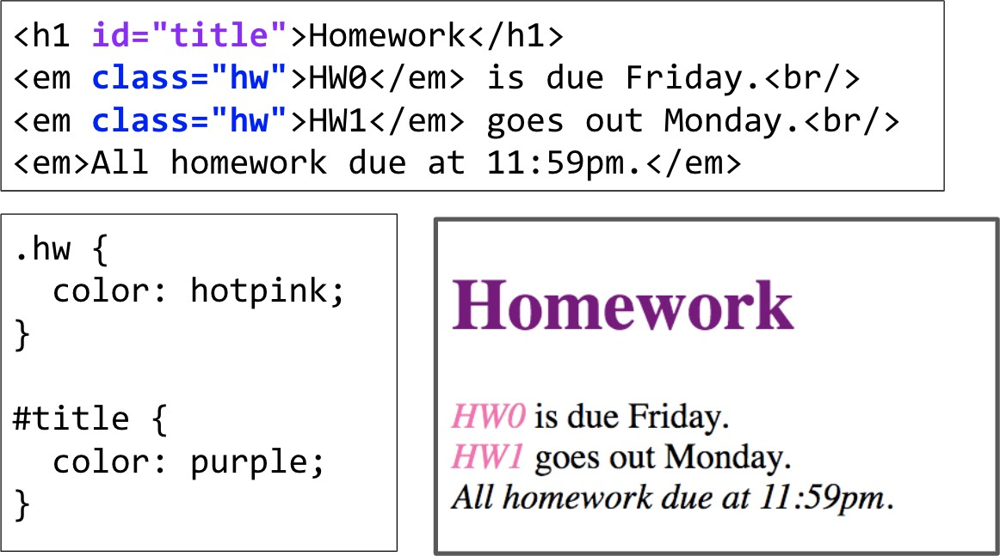 <h1 id="title">Homework</h1>
<em class="hw">HW0</em> is due Friday.<br/>
<em class="hw">HW1</em> goes out Monday.<br/>
<em>All homework due at 11:59pm.</em>
.hw {
  color: hotpink;
}
#title {
  color: purple;
}
Homework
HW0 is due Friday.
HW1 goes out Monday.
All homework due at 11:59pm.